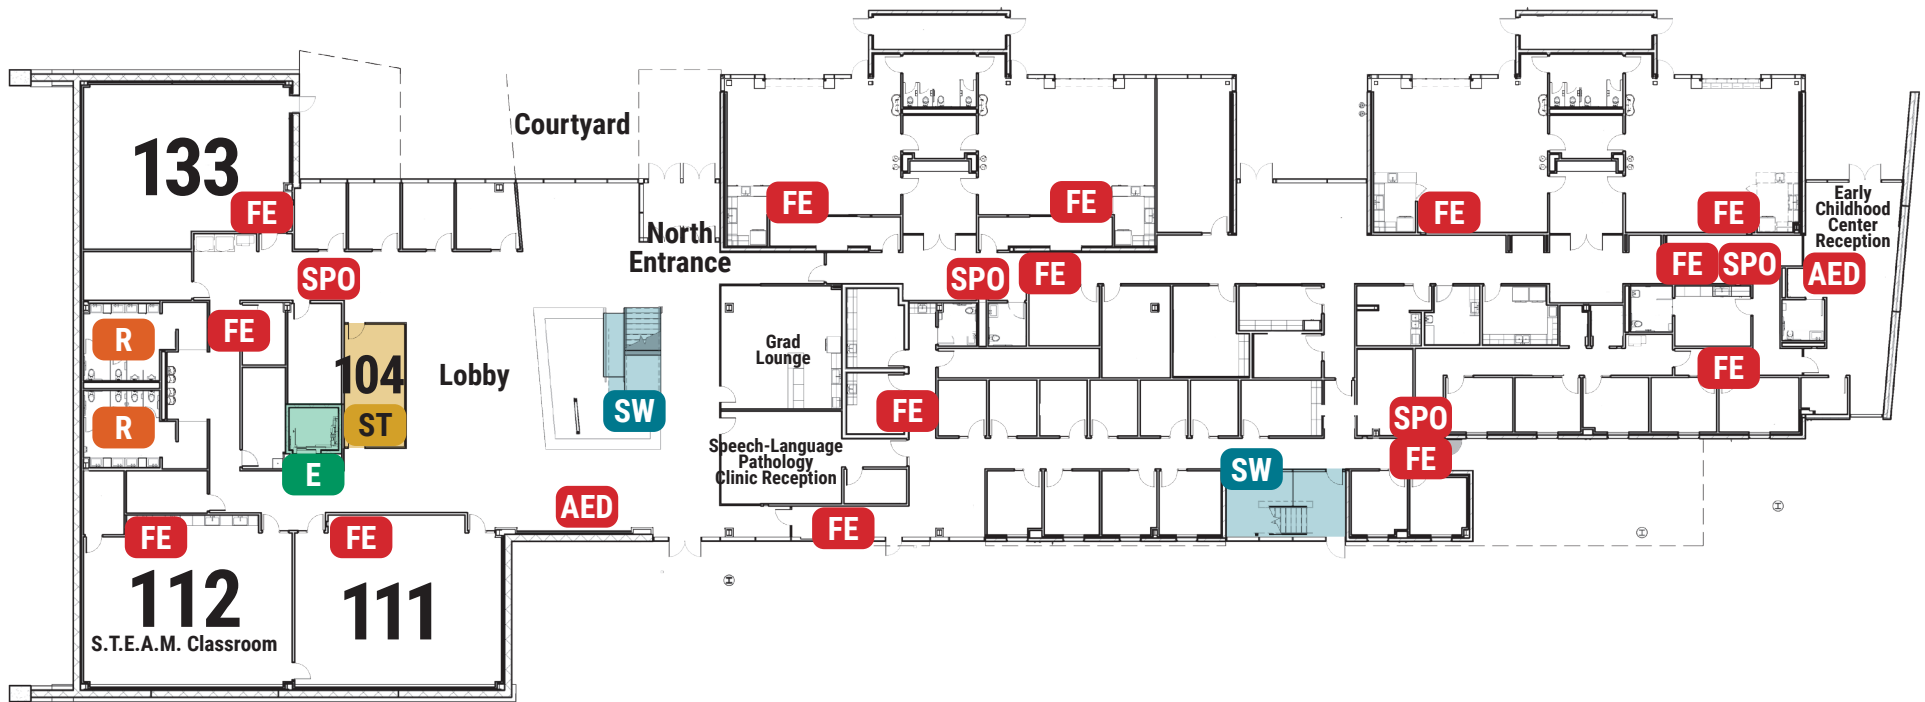 Courtyard
133
FE
FE
FE
FE
FE
Early
Childhood
Center
Reception
North
Entrance
SPO
SPO
FE
FE
SPO
AED
R
FE
104
Lobby
Grad
Lounge
FE
R
ST
SW
FE
SPO
Speech-Language
Pathology
Clinic Reception
E
SW
FE
AED
FE
FE
FE
112
S.T.E.A.M. Classroom
111